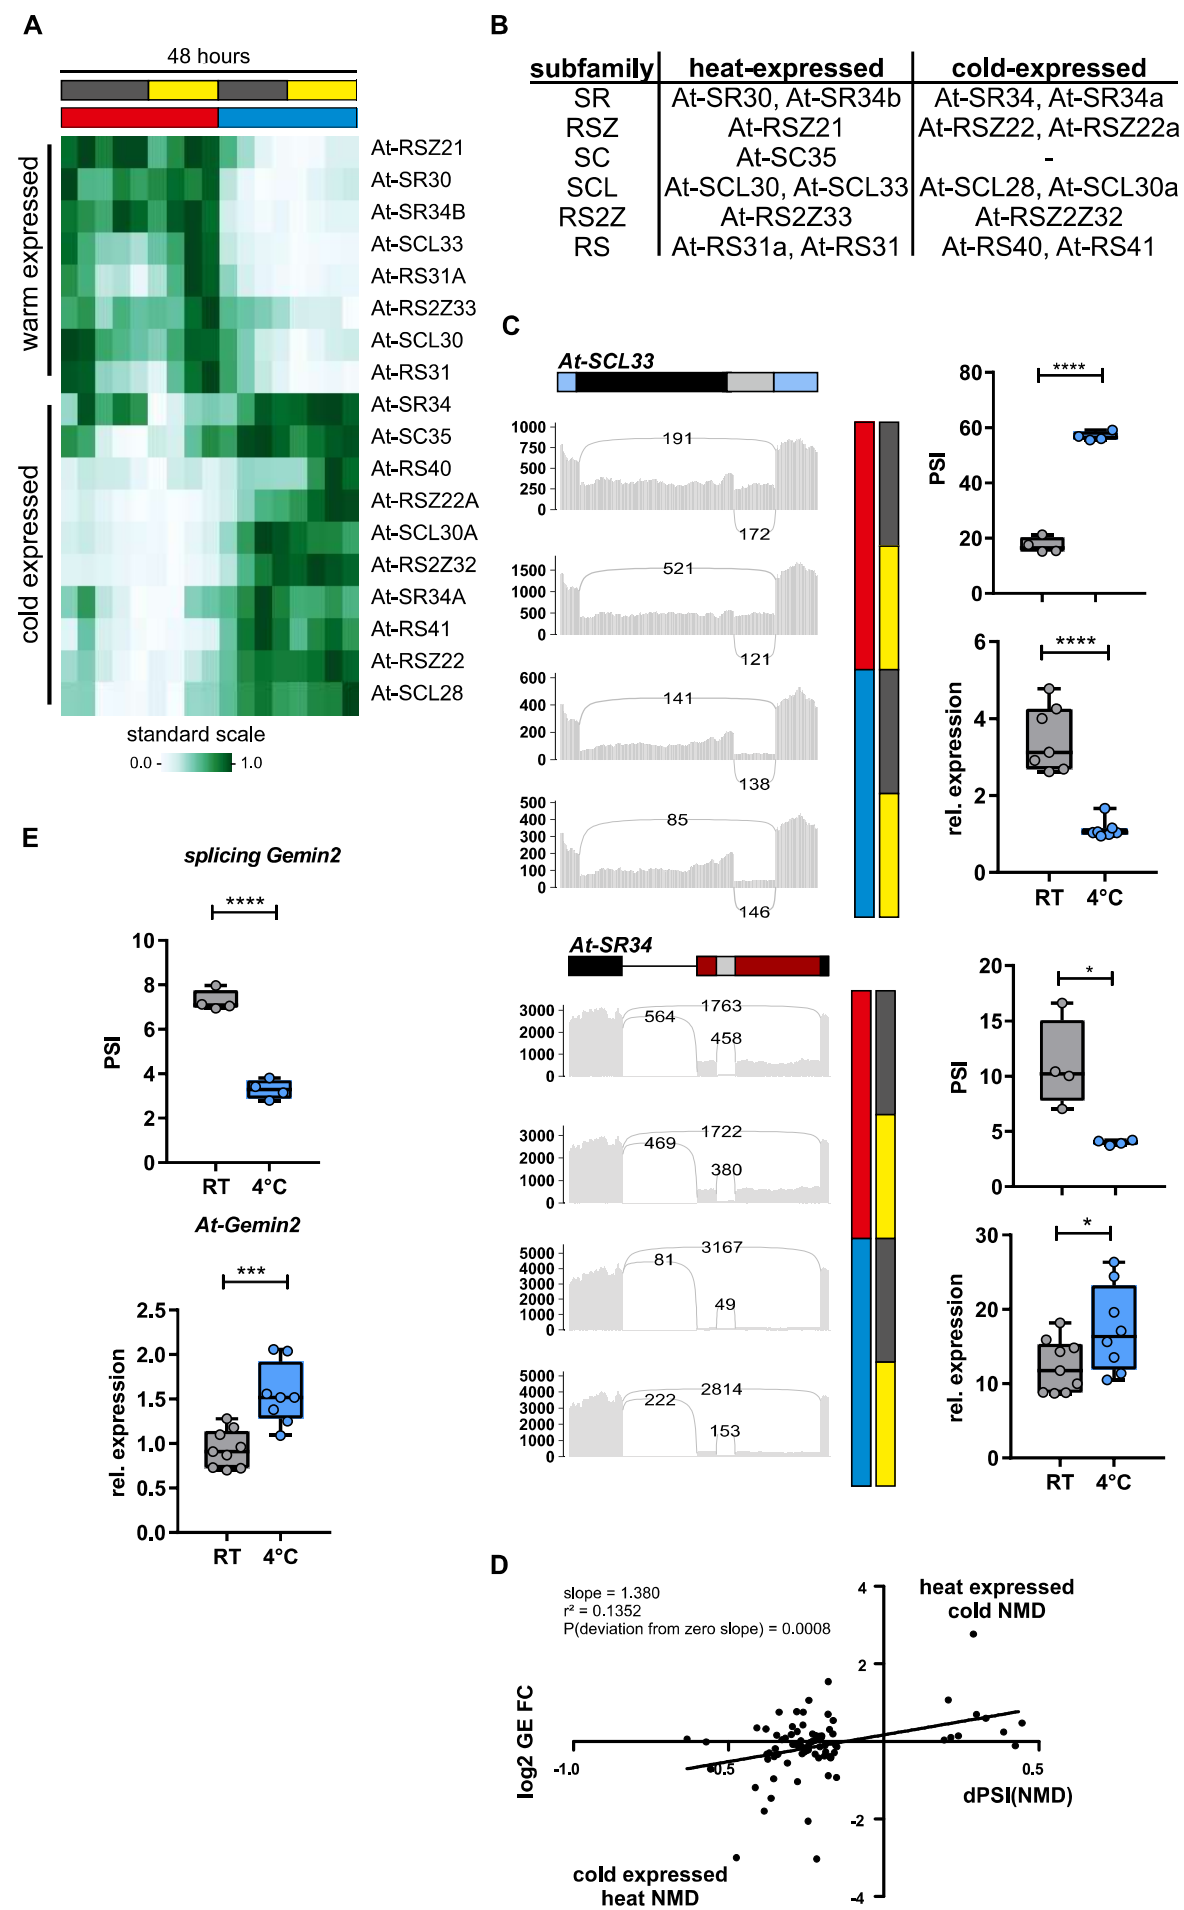 A
48 hours
warm expressed
cold expressed
At-RSZ21
At-SR30
At-SR34B
At-SCL33
At-RS31A
At-RS2Z33
At-SCL30
At-RS31
At-SR34
At-SC35
At-RS40
At-RSZ22A
At-SCL30A
At-RS2Z32
At-SR34A
At-RS41
At-RSZ22
At-SCL28
standard scale
0.0 - - 1.0
B
subfamily heat-expressed cold-expressed
SR At-SR30, At-SR34b At-SR34, At-SR34a
RSZ At-RSZ21 At-RSZ22, At-RSZ22a
SC At-SC35 -
SCL At-SCL30, At-SCL33 At-SCL28, At-SCL30a
RS2Z At-RS2Z33 At-RSZ2Z32
RS At-RS31a, At-RS31 At-RS40, At-RS41
C
At-SCL33
1000
750
500
250
0
191
172
1500
1000
500
0
521
121
600
400
200
0
141
138
500
400
300
200
100
0
85
146
80
60
40
20
0
PSI
****
6
4
2
0
rel. expression
****
RT 4°C
At-SR34
3000
2000
1000
0
1763
564
458
3000
2000
1000
0
1722
469
380
5000
4000
3000
2000
1000
0
3167
81
49
5000
4000
3000
2000
1000
0
2814
222
153
20
15
10
5
0
PSI
*
30
20
10
0
rel. expression
*
RT 4°C
D
slope = 1.380
r² = 0.1352
P(deviation from zero slope) = 0.0008
heat expressed
cold NMD
4
2
-2
-4
log2 GE FC
-1.0
-0.5
0.5
dPSI(NMD)
cold expressed
heat NMD
E
splicing Gemin2
****
10
8
6
4
2
0
PSI
RT 4°C
At-Gemin2
***
2.5
2.0
1.5
1.0
0.5
0.0
rel. expression
RT 4°C